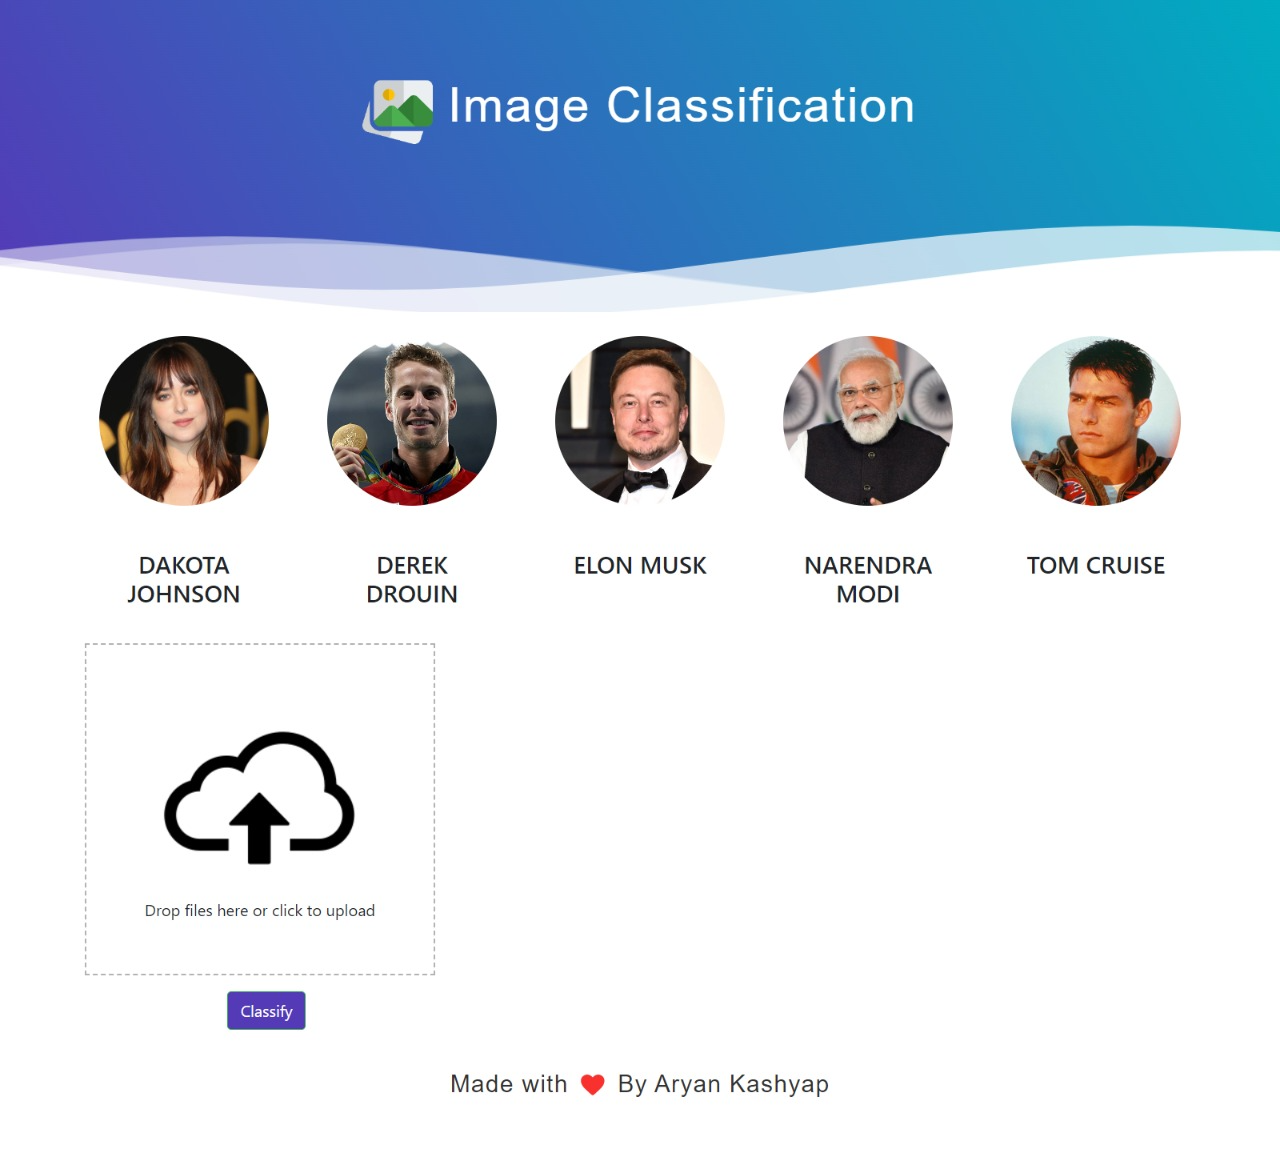 Image Classification
DAKOTA
JOHNSON
DEREK
DROUIN
ELON MUSK
NARENDRA
MODI
TOM CRUISE
Drop files here or click to upload
Classify
Made with ❤ By Aryan Kashyap